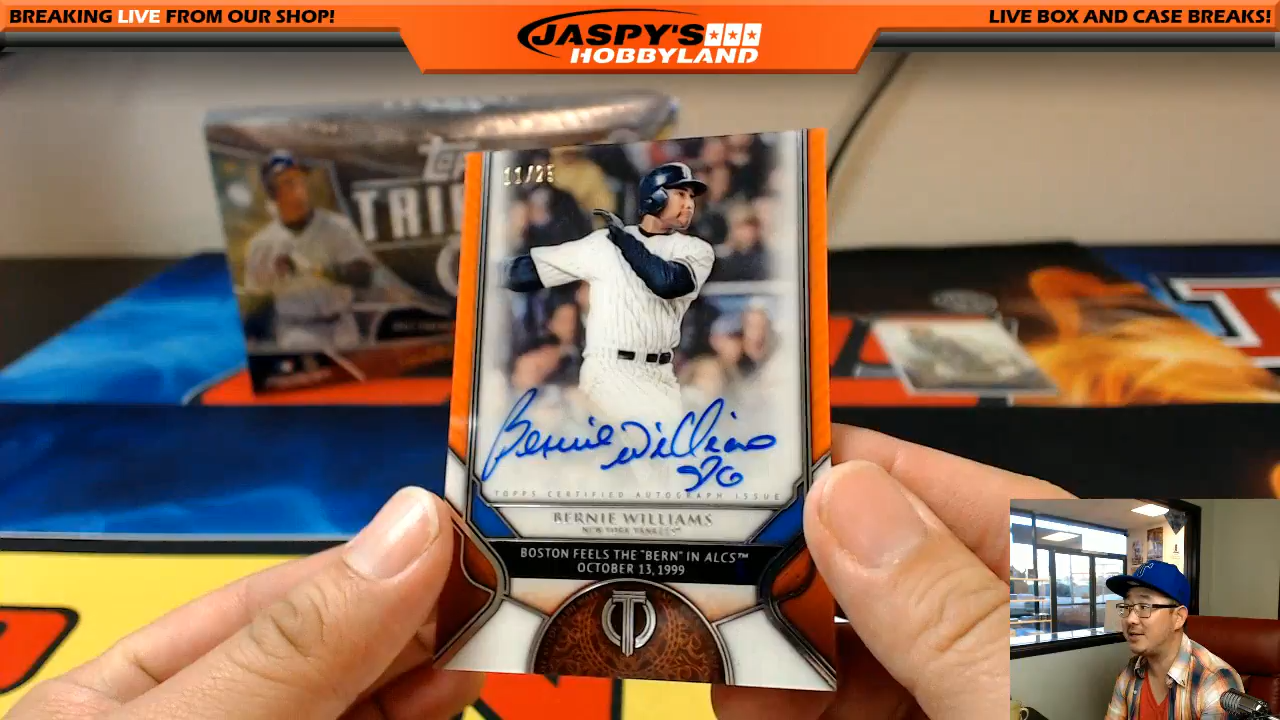 BREAKING LIVE FROM OUR SHOP!
JASPY'S
HOBBYLAND
LIVE BOX AND CASE BREAKS!
11/25
Bernie Williams
TOPPS CERTIFIED AUTOGRAPH ISSUE
BERNIE WILLIAMS
NEW YORK YANKEES
BOSTON FEELS THE "BERN" IN ALCS™
OCTOBER 13, 1999